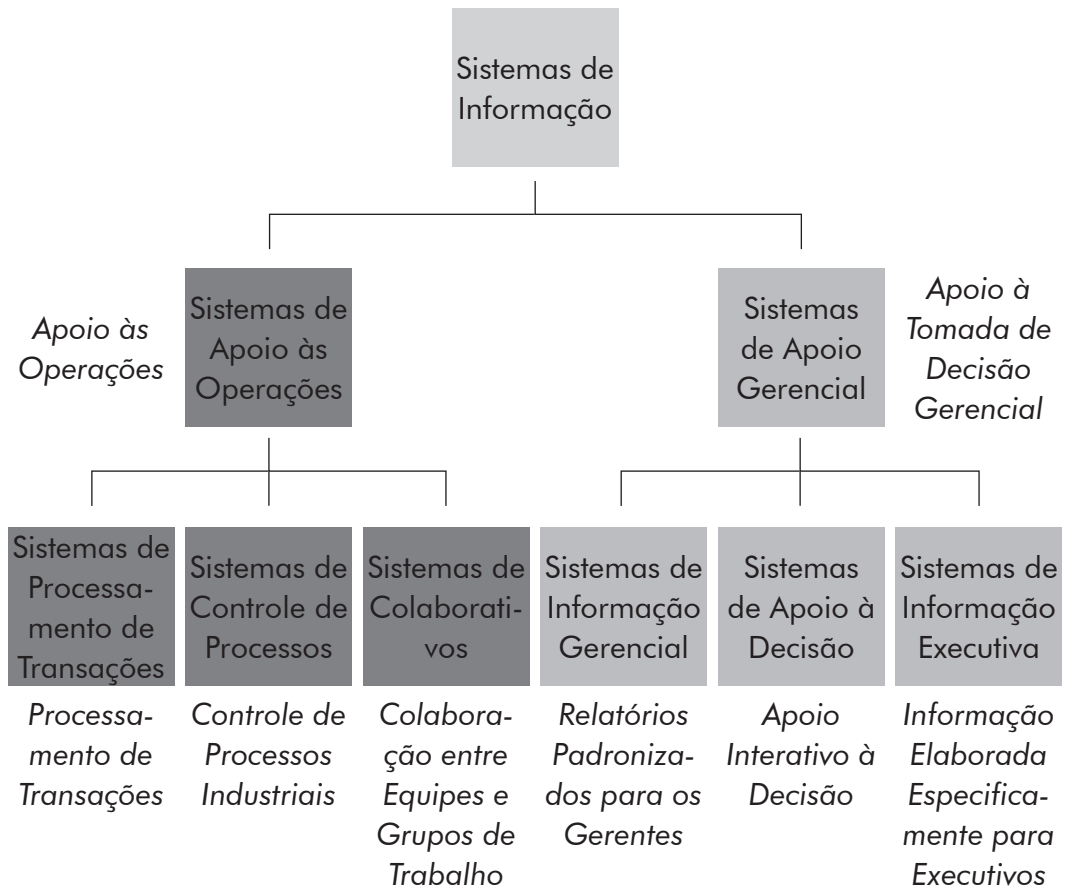 Sistemas de
Informação
Apoio às
Operações
Sistemas de
Apoio às
Operações
Sistemas
de Apoio
Gerencial
Apoio à
Tomada de
Decisão
Gerencial
Sistemas de
Processa-
mento de
Transações
Sistemas de
Controle de
Processos
Sistemas de
Colaborati-
vos
Sistemas de
Informação
Gerencial
Sistemas
de Apoio à
Decisão
Sistemas de
Informação
Executiva
Processa-
mento de
Transações
Controle de
Processos
Industriais
Colabora-
ção entre
Equipes e
Grupos de
Trabalho
Relatórios
Padroniza-
dos para os
Gerentes
Apoio
Interativo à
Decisão
Informação
Elaborada
Especifica-
mente para
Executivos